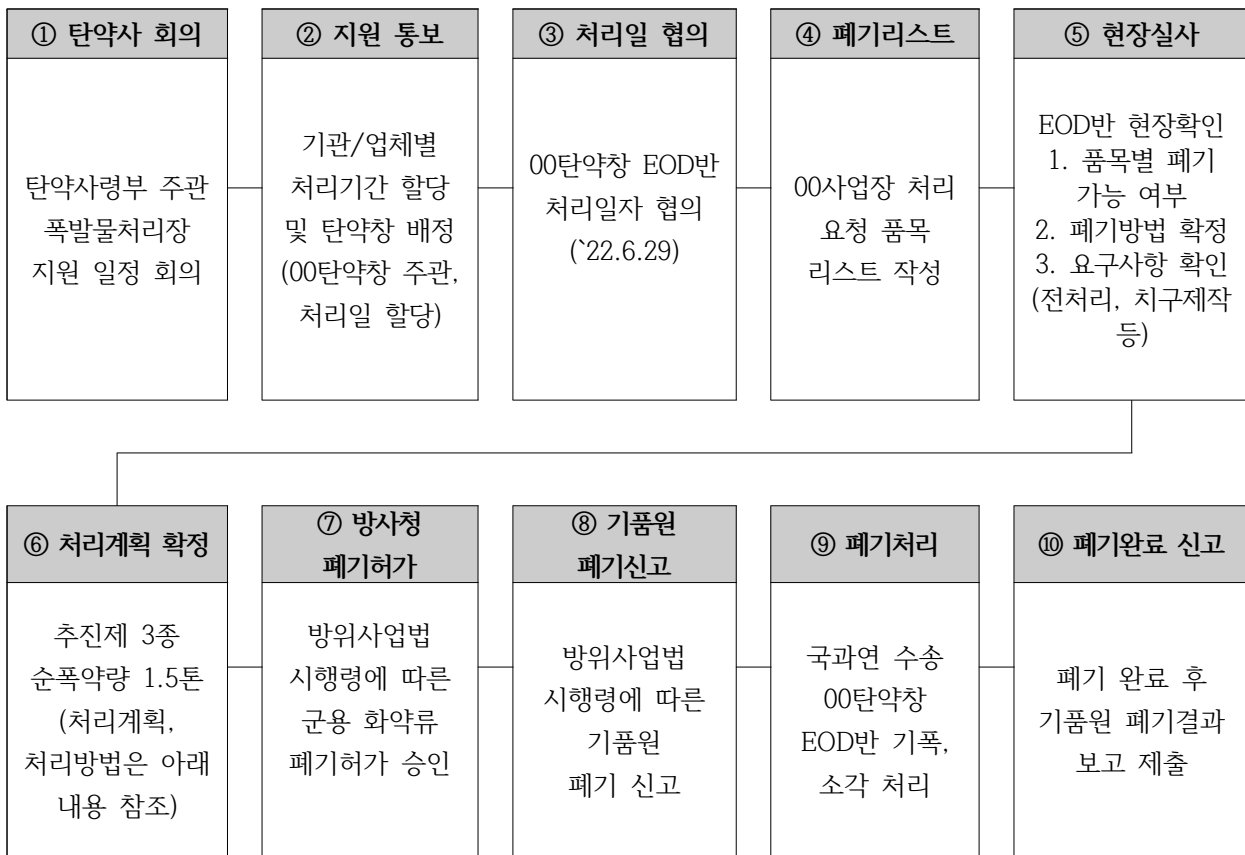 ① 탄약사 회의
탄약사령부 주관
폭발물처리장
지원 일정 회의
② 지원 통보
기관/업체별
처리기간 할당
및 탄약창 배정
(00탄약창 주관,
처리일 할당)
③ 처리일 협의
00탄약창 EOD반
처리일자 협의
(`22.6.29)
④ 폐기리스트
00사업장 처리
요청 품목
리스트 작성
⑤ 현장실사
EOD반 현장확인
1. 품목별 폐기
가능 여부
2. 폐기방법 확정
3. 요구사항 확인
(전처리, 치구제작
등)
⑥ 처리계획 확정
추진제 3종
순폭약량 1.5톤
(처리계획,
처리방법은 아래
내용 참조)
⑦ 방사청
폐기허가
방위사업법
시행령에 따른
군용 화약류
폐기허가 승인
⑧ 기품원
폐기신고
방위사업법
시행령에 따른
기품원
폐기 신고
⑨ 폐기처리
국과연 수송
00탄약창
EOD반 기폭,
소각 처리
⑩ 폐기완료 신고
폐기 완료 후
기품원 폐기결과
보고 제출